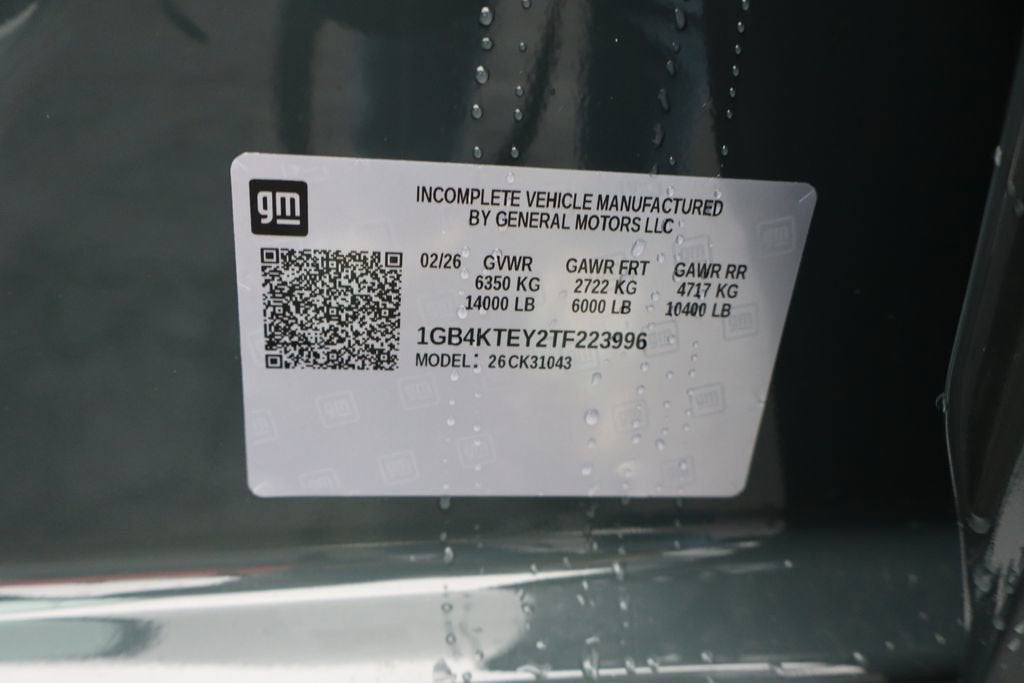 gm
INCOMPLETE VEHICLE MANUFACTURED
BY GENERAL MOTORS LLC
02/26 GVWR GAWR FRT GAWR RR
6350 KG 2722 KG 4717 KG
14000 LB 6000 LB 10400 LB
1GB4KTEY2TF223996
MODEL: 26CK31043